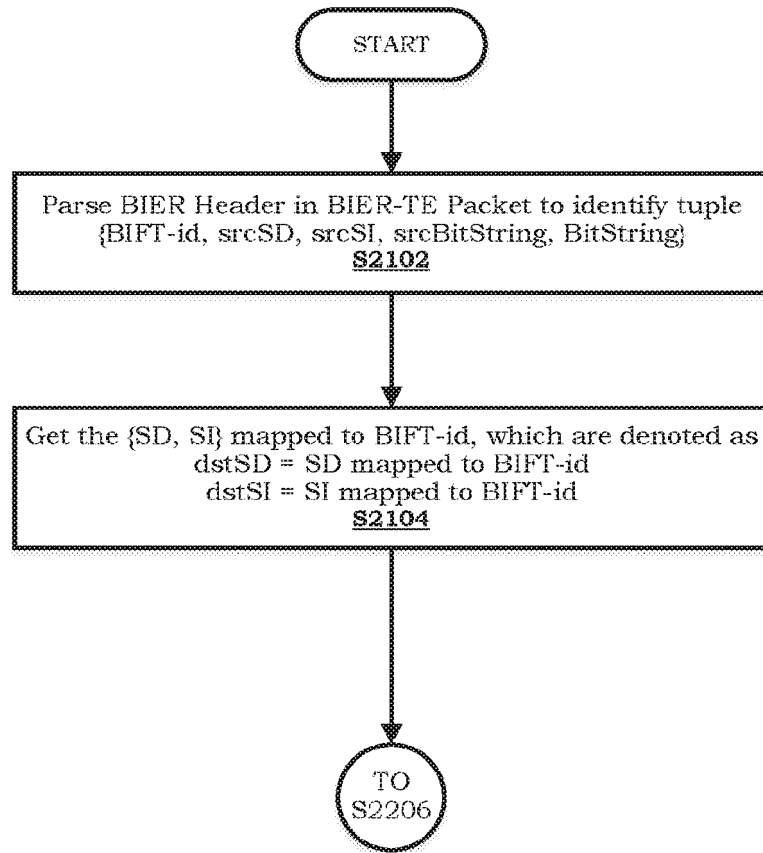 START
Parse BIER Header in BIER-TE Packet to identify tuple
{BIFT-id, srcSD, srcSI, srcBitString, BitString}
S2102
Get the {SD, SI} mapped to BIFT-id, which are denoted as
dstSD = SD mapped to BIFT-id
dstSI = SI mapped to BIFT-id
S2104
TO
S2206